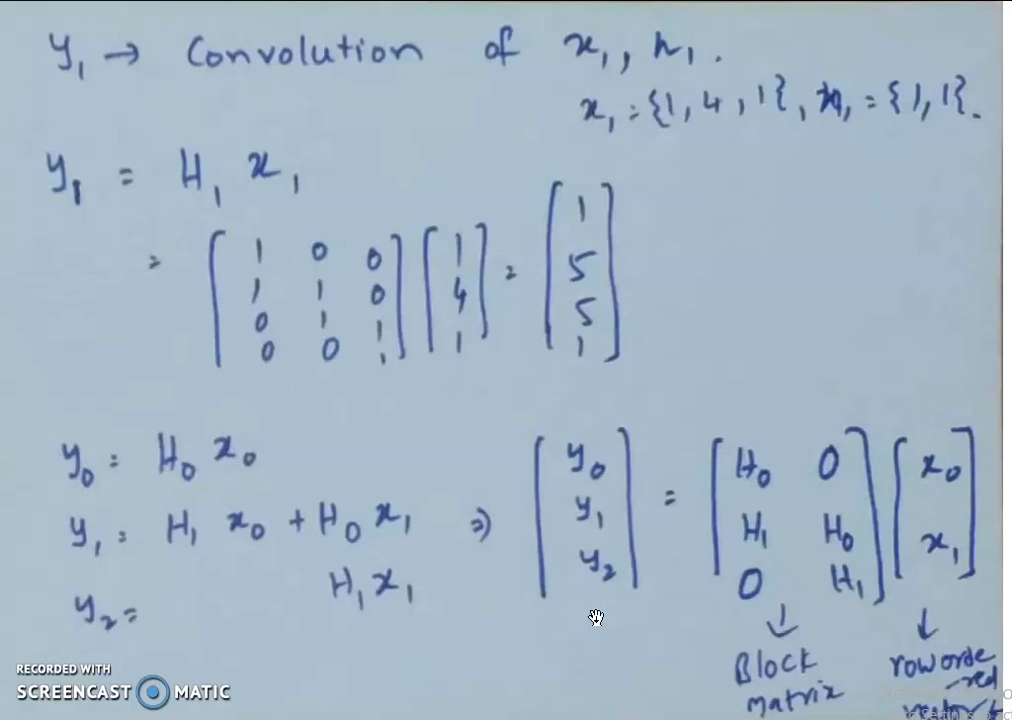 y₁ → Convolution of x₁, h₁.
x₁ = {1, 4, 1}, h₁ = {1, 1}.
y₁ = H₁ x₁
= [1 0 0; 1 1 0; 0 1 1; 0 0 1] [1; 4; 1] = [1; 5; 5; 1]
y₀ = H₀ x₀
y₁ = H₁ x₀ + H₀ x₁ ⇒ [y₀; y₁; y₂] = [H₀ 0; H₁ H₀; 0 H₁] [x₀; x₁]
y₂ = H₁ x₁
↓ ↓
Block matrix
row ordered
RECORDED WITH
SCREENCAST MATIC